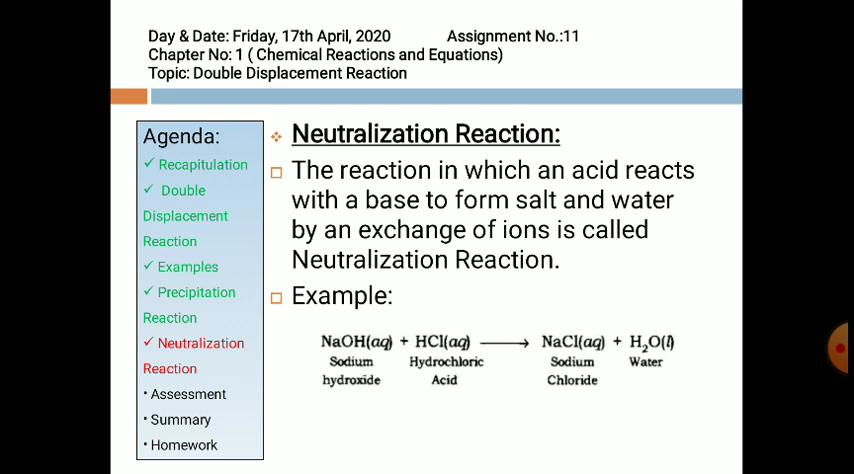 Day & Date: Friday, 17th April, 2020 Assignment No.:11
Chapter No: 1 ( Chemical Reactions and Equations)
Topic: Double Displacement Reaction
Agenda:
✓ Recapitulation
✓ Double
Displacement
Reaction
✓ Examples
✓ Precipitation
Reaction
✓ Neutralization
Reaction
• Assessment
• Summary
• Homework
Neutralization Reaction:
The reaction in which an acid reacts
with a base to form salt and water
by an exchange of ions is called
Neutralization Reaction.
Example:
NaOH(aq) + HCl(aq) ⟶ NaCl(aq) + H₂O(l)
Sodium Hydrochloric Sodium Water
hydroxide Acid Chloride